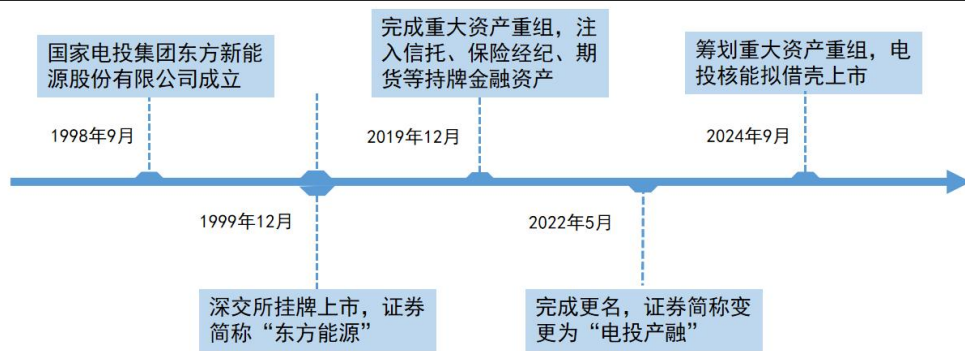 国家电投集团东方新能
源股份有限公司成立
1998年9月
深交所挂牌上市，证券
简称“东方能源”
1999年12月
完成重大资产重组，注
入信托、保险经纪、期
货等持牌金融资产
2019年12月
完成更名，证券简称变
更为“电投产融”
2022年5月
筹划重大资产重组，电
投核能拟借壳上市
2024年9月